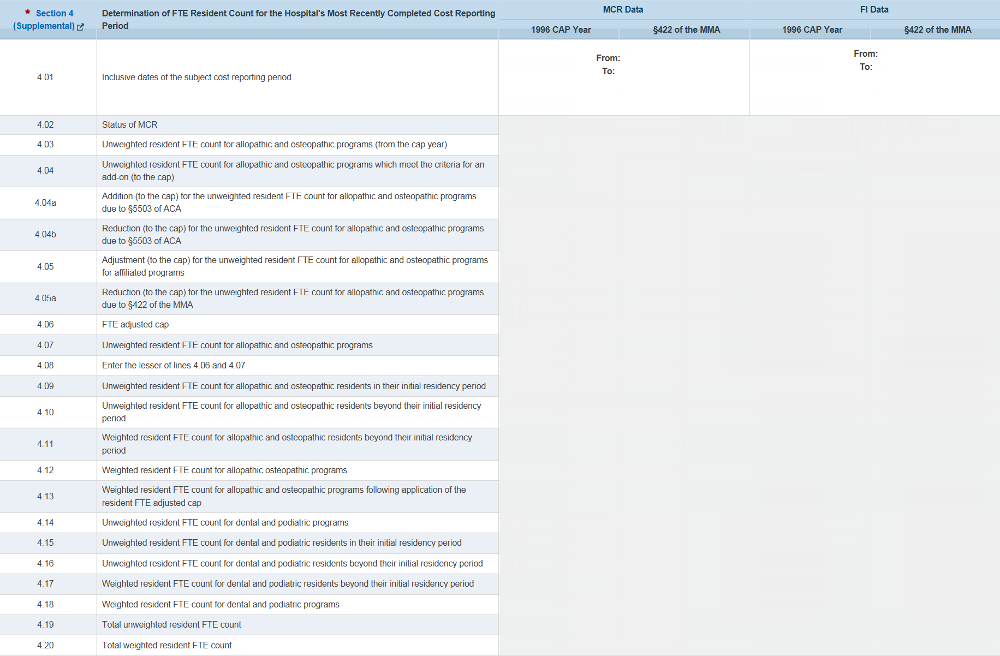 ★ Section 4
(Supplemental)
Determination of FTE Resident Count for the Hospital's Most Recently Completed Cost Reporting
Period
MCR Data
FI Data
1996 CAP Year
§422 of the MMA
1996 CAP Year
§422 of the MMA
4.01
Inclusive dates of the subject cost reporting period
From:
To:
From:
To:
4.02
Status of MCR
4.03
Unweighted resident FTE count for allopathic and osteopathic programs (from the cap year)
4.04
Unweighted resident FTE count for allopathic and osteopathic programs which meet the criteria for an
add-on (to the cap)
4.04a
Addition (to the cap) for the unweighted resident FTE count for allopathic and osteopathic programs
due to §5503 of ACA
4.04b
Reduction (to the cap) for the unweighted resident FTE count for allopathic and osteopathic programs
due to §5503 of ACA
4.05
Adjustment (to the cap) for the unweighted resident FTE count for allopathic and osteopathic programs
for affiliated programs
4.05a
Reduction (to the cap) for the unweighted resident FTE count for allopathic and osteopathic programs
due to §422 of the MMA
4.06
FTE adjusted cap
4.07
Unweighted resident FTE count for allopathic and osteopathic programs
4.08
Enter the lesser of lines 4.06 and 4.07
4.09
Unweighted resident FTE count for allopathic and osteopathic residents in their initial residency period
4.10
Unweighted resident FTE count for allopathic and osteopathic residents beyond their initial residency
period
4.11
Weighted resident FTE count for allopathic and osteopathic residents beyond their initial residency
period
4.12
Weighted resident FTE count for allopathic osteopathic programs
4.13
Weighted resident FTE count for allopathic and osteopathic programs following application of the
resident FTE adjusted cap
4.14
Unweighted resident FTE count for dental and podiatric programs
4.15
Unweighted resident FTE count for dental and podiatric residents in their initial residency period
4.16
Unweighted resident FTE count for dental and podiatric residents beyond their initial residency period
4.17
Weighted resident FTE count for dental and podiatric residents beyond their initial residency period
4.18
Weighted resident FTE count for dental and podiatric programs
4.19
Total unweighted resident FTE count
4.20
Total weighted resident FTE count